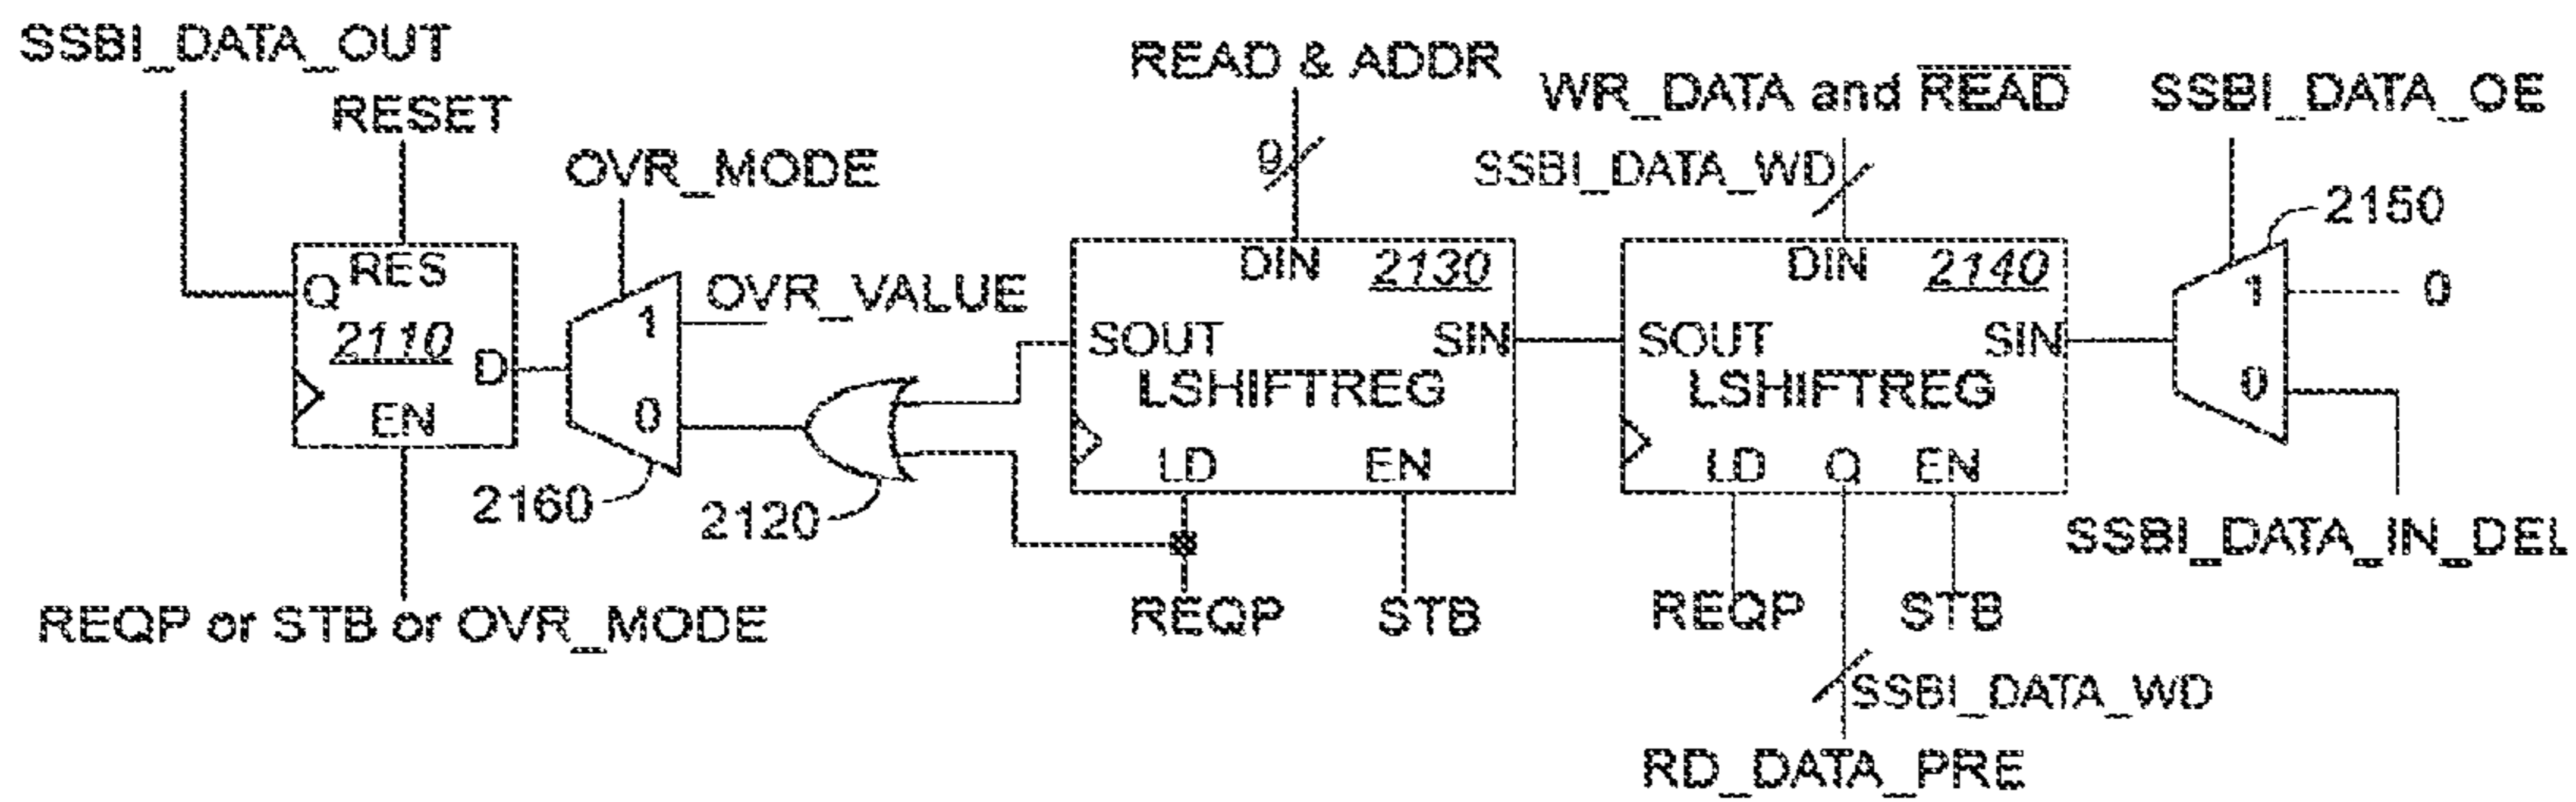 SSBI_DATA_OUT
RESET
OVR_MODE
READ & ADDR
9
WR_DATA and R̅E̅A̅D̅
SSBI_DATA_WD
SSBI_DATA_OE
2150
Q
RES
2110
D
EN
1
OVR_VALUE
0
2160
2120
DIN
2130
SOUT
SIN
LSHIFTREG
LD
EN
DIN
2140
SOUT
SIN
LSHIFTREG
LD
Q
EN
1
0
0
SSBI_DATA_IN_DEL
REQP or STB or OVR_MODE
REQP
STB
REQP
STB
SSBI_DATA_WD
RD_DATA_PRE